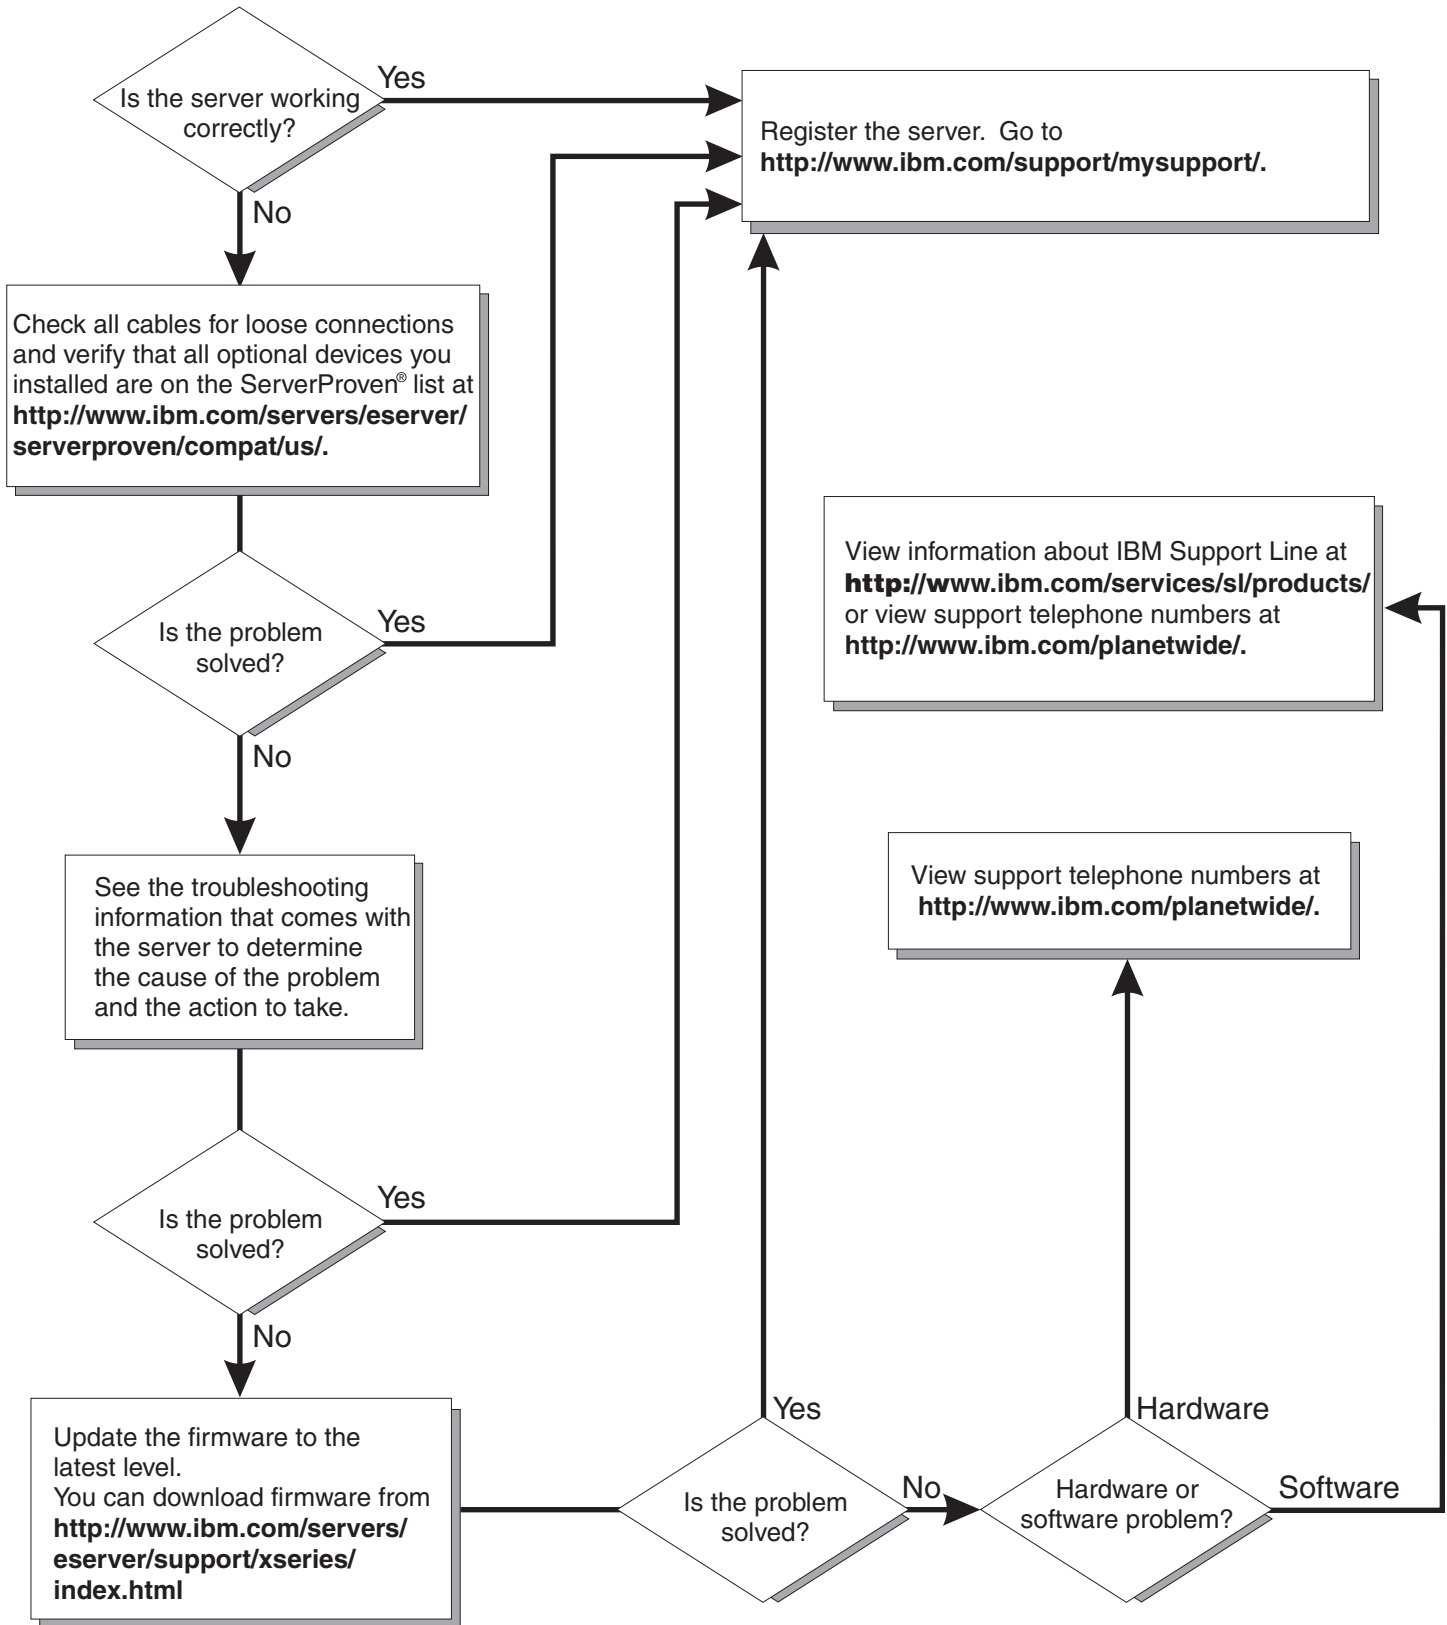 Is the server working
correctly?
Yes
No
Register the server. Go to
http://www.ibm.com/support/mysupport/.
Check all cables for loose connections
and verify that all optional devices you
installed are on the ServerProven® list at
http://www.ibm.com/servers/eserver/
serverproven/compat/us/.
Is the problem
solved?
Yes
No
View information about IBM Support Line at
http://www.ibm.com/services/sl/products/
or view support telephone numbers at
http://www.ibm.com/planetwide/.
See the troubleshooting
information that comes with
the server to determine
the cause of the problem
and the action to take.
View support telephone numbers at
http://www.ibm.com/planetwide/.
Is the problem
solved?
Yes
No
Update the firmware to the
latest level.
You can download firmware from
http://www.ibm.com/servers/
eserver/support/xseries/
index.html
Is the problem
solved?
Yes
No
Hardware or
software problem?
Hardware
Software